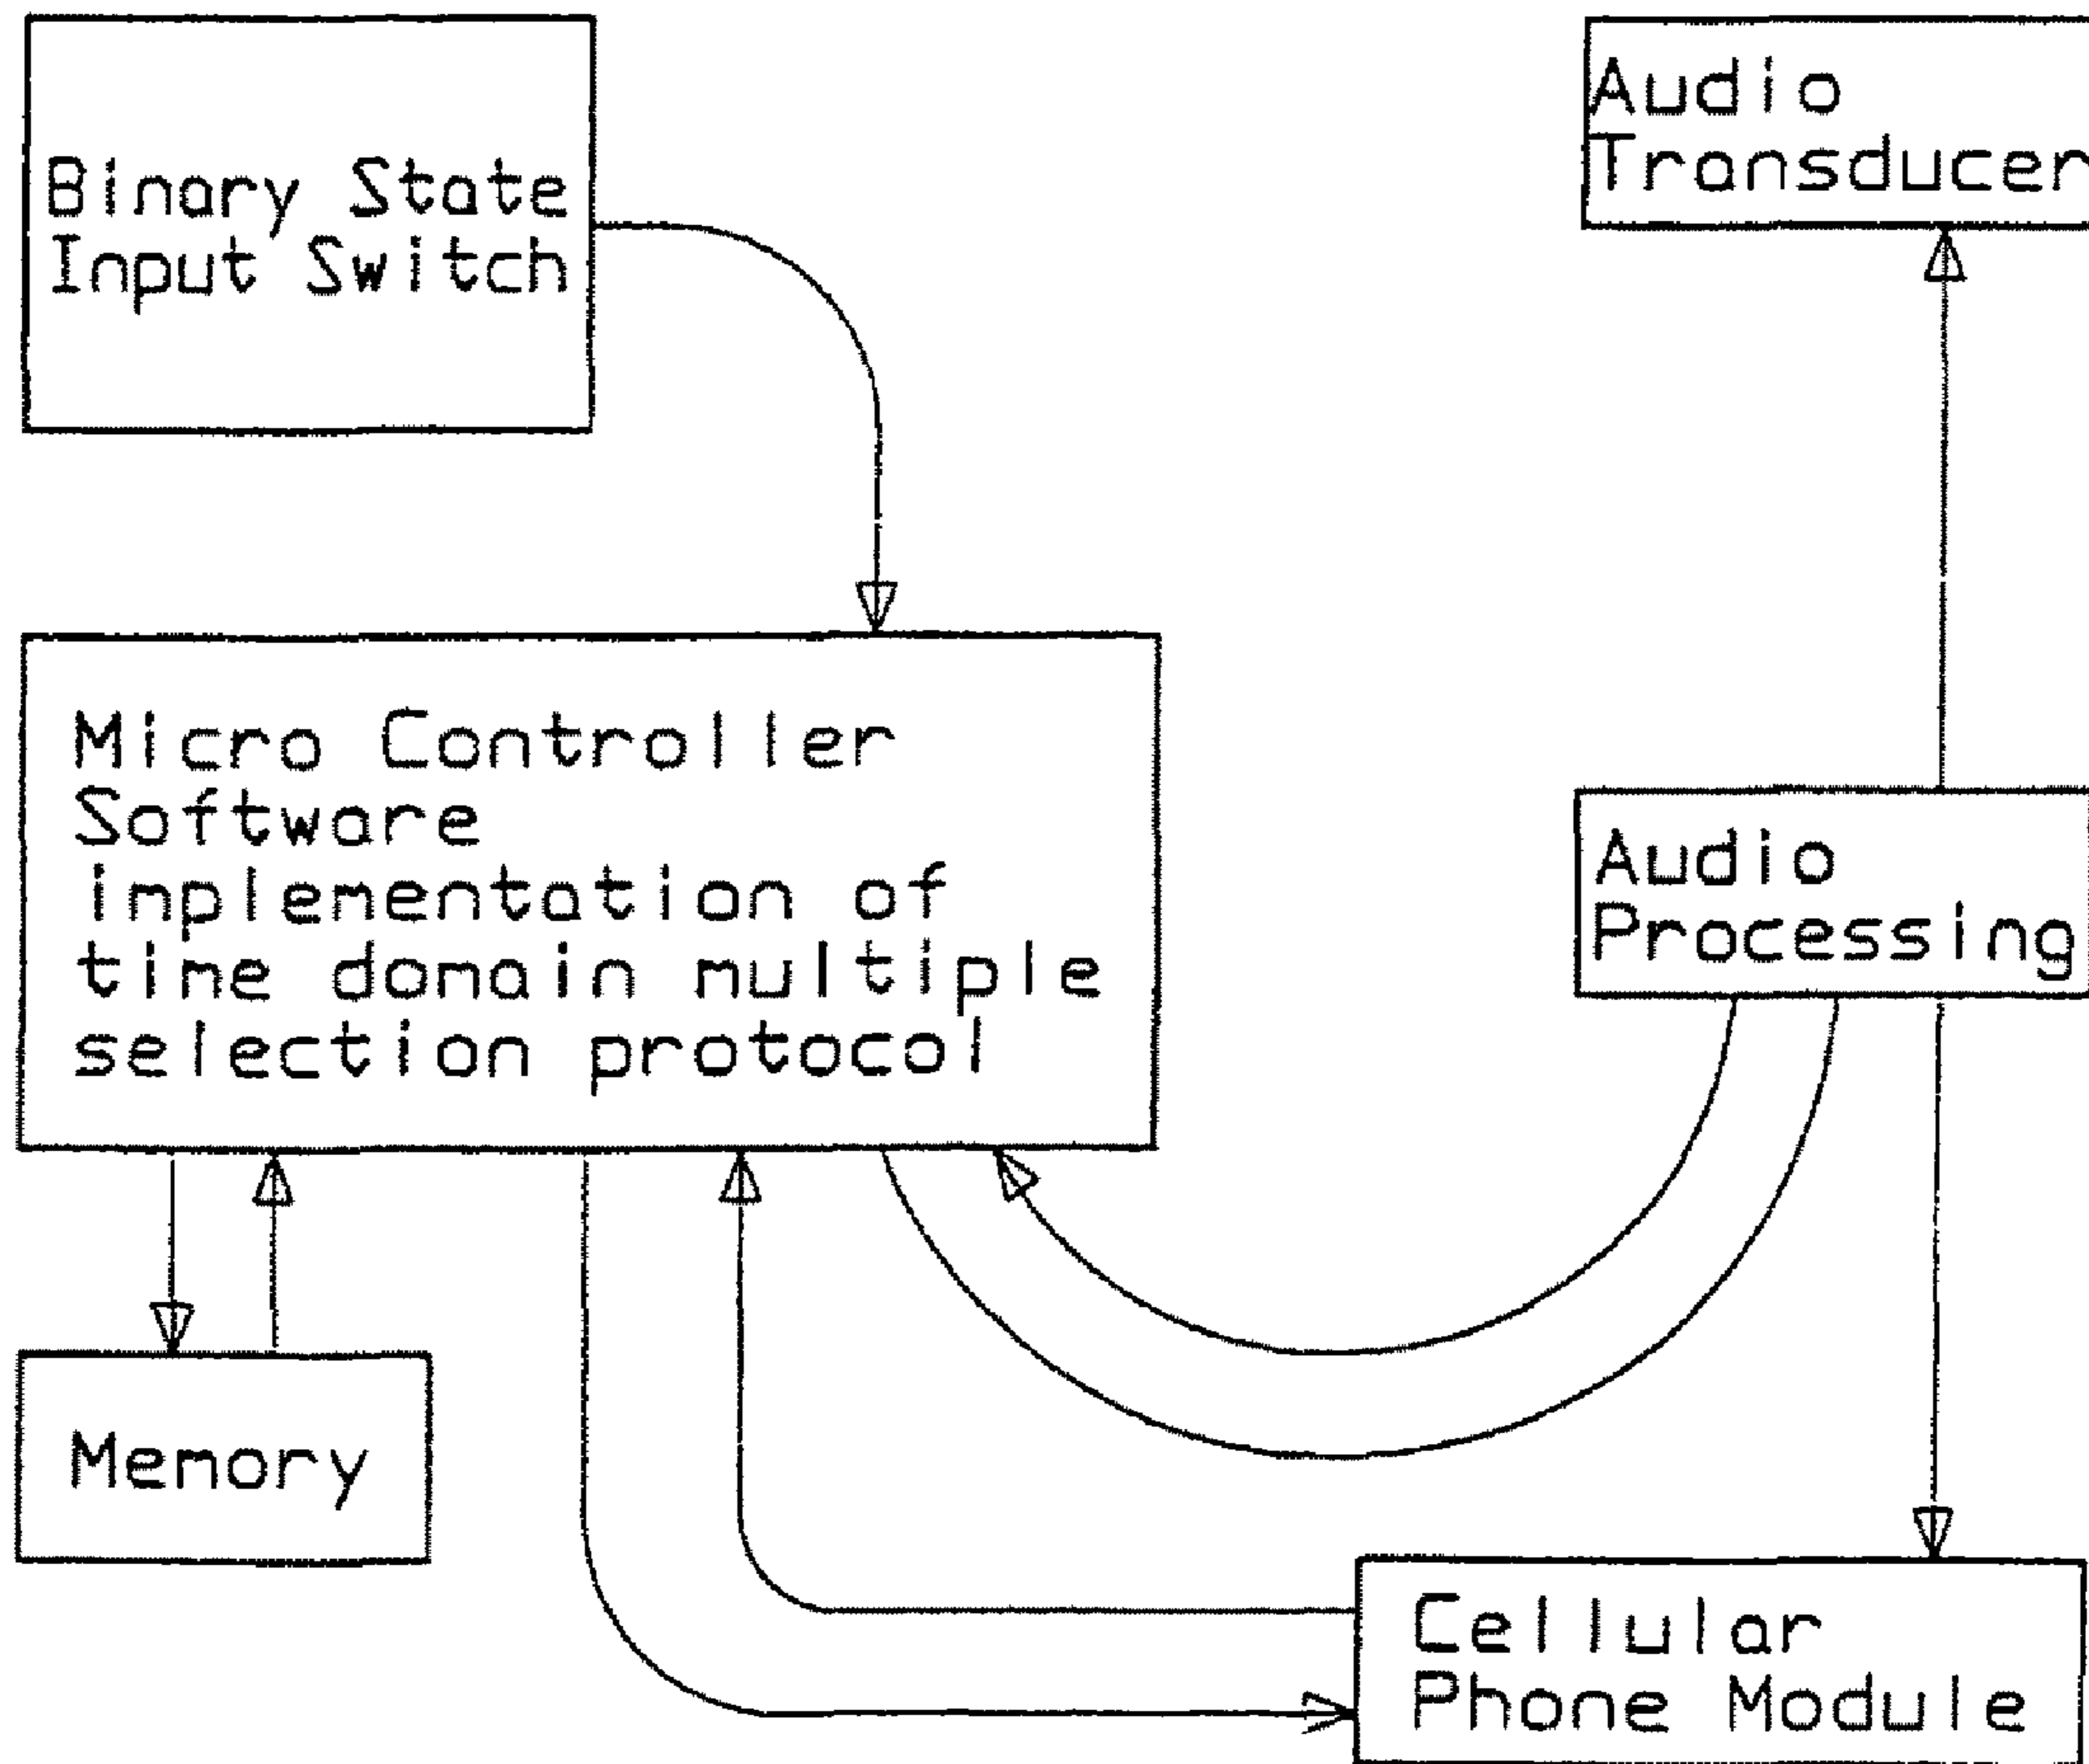 Binary State
Input Switch
Audio
Transducer
Micro Controller
Software
implementation of
time domain multiple
selection protocol
Audio
Processing
Memory
Cellular
Phone Module